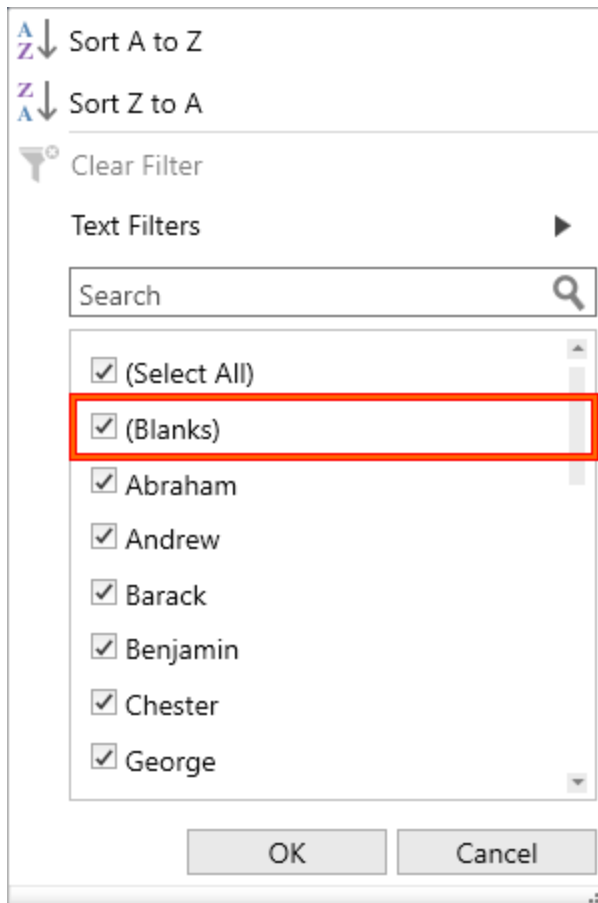 Sort A to Z
Sort Z to A
Clear Filter
Text Filters
Search
(Select All)
(Blanks)
Abraham
Andrew
Barack
Benjamin
Chester
George
OK Cancel